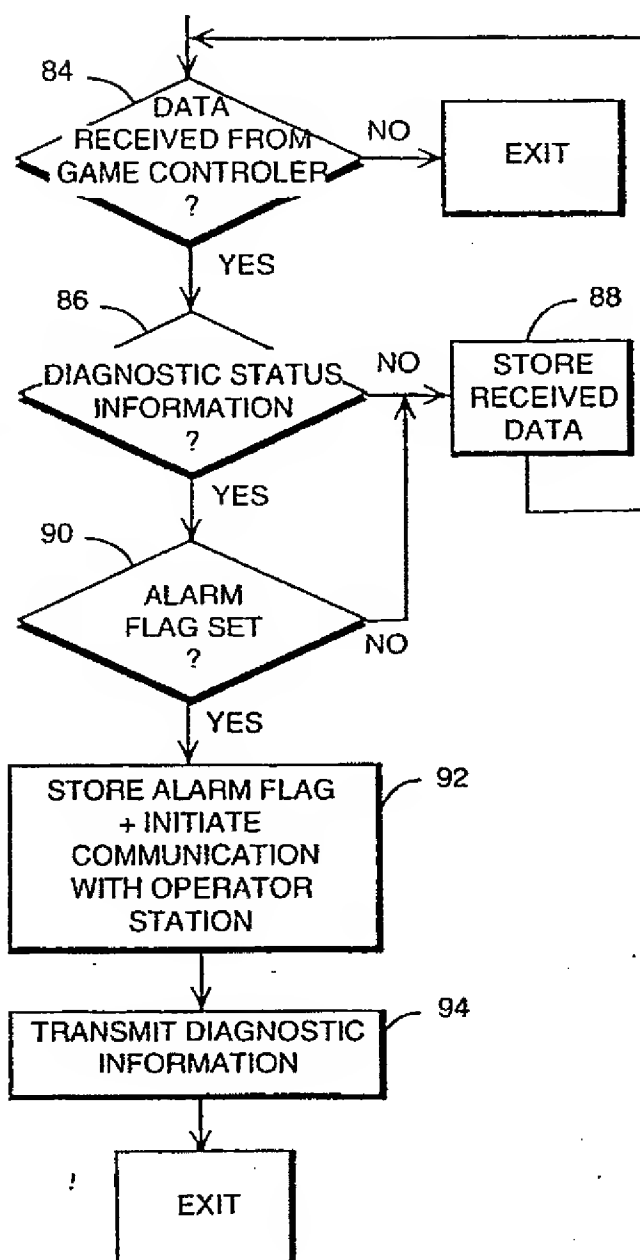 84
DATA
RECEIVED FROM
GAME CONTROLER
?
NO
EXIT
YES
86
DIAGNOSTIC STATUS
INFORMATION
?
NO
88
STORE
RECEIVED
DATA
YES
90
ALARM
FLAG SET
?
NO
YES
STORE ALARM FLAG
+ INITIATE
COMMUNICATION
WITH OPERATOR
STATION
92
TRANSMIT DIAGNOSTIC
INFORMATION
94
EXIT